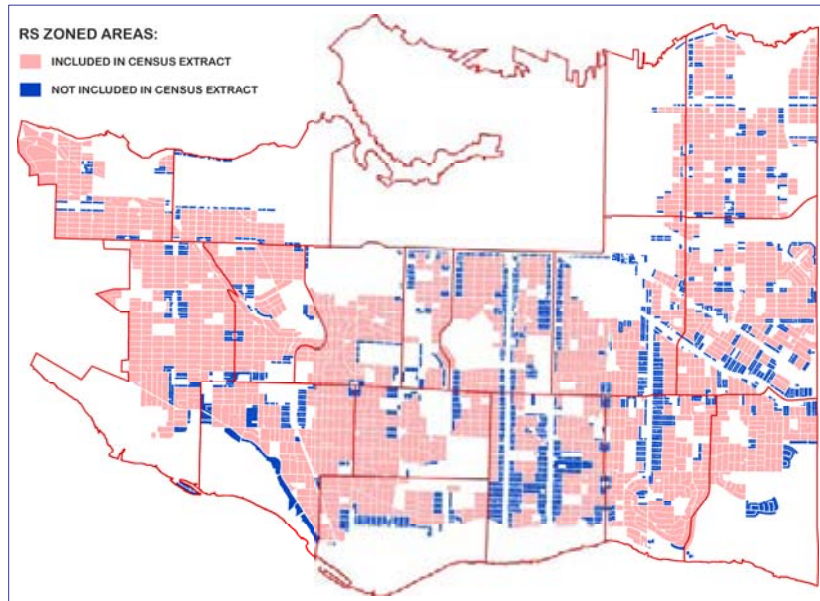 RS ZONED AREAS:
INCLUDED IN CENSUS EXTRACT
NOT INCLUDED IN CENSUS EXTRACT